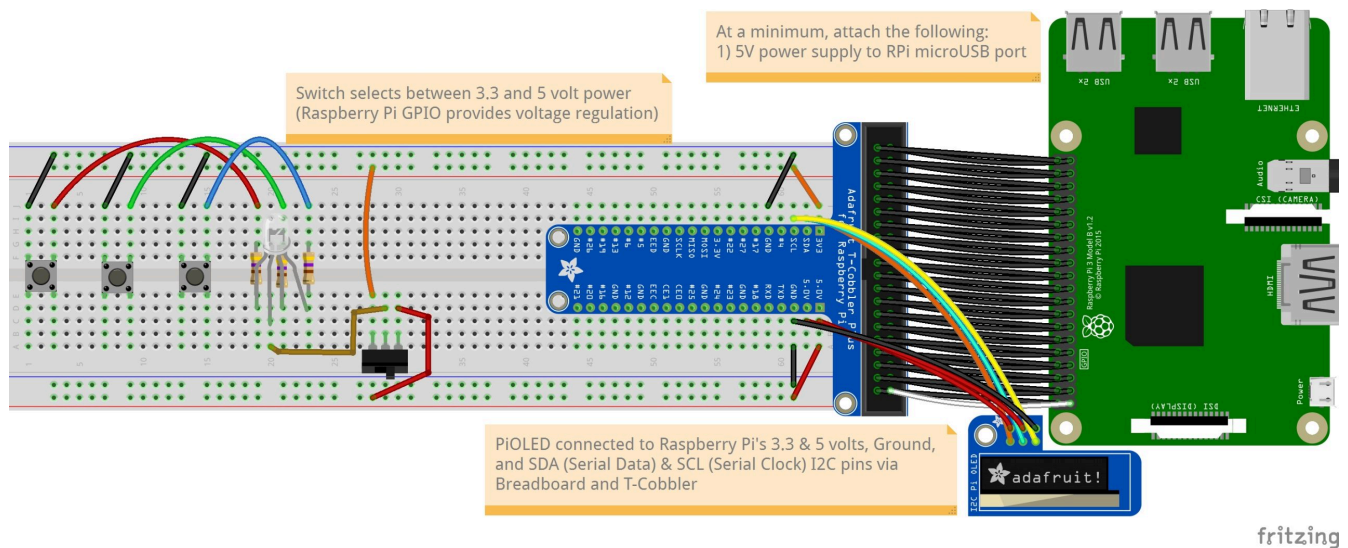 At a minimum, attach the following:
1) 5V power supply to RPi microUSB port
Switch selects between 3.3 and 5 volt power
(Raspberry Pi GPIO provides voltage regulation)
USB 2x
USB 2x
ETHERNET
Audio
CSI (CAMERA)
HDMI
Raspberry Pi 3 Model B v1.2
© Raspberry Pi 2015
GPIO
Power
DSI (DISPLAY)
GND
#26
#19
#13
#6
#5
EED
GND
SCLK
MISO
MOSI
3.3V
#22
#27
#17
GND
#4
SCL
SDA
3V3
#21
#20
#16
GND
#12
GND
EEC
CE1
CE0
#25
GND
#24
#23
GND
#18
RXD
TXD
GND
5.0V
5.0V
PiOLED connected to Raspberry Pi's 3.3 & 5 volts, Ground,
and SDA (Serial Data) & SCL (Serial Clock) I2C pins via
Breadboard and T-Cobbler
I2C Pi OLED
adafruit!
fritzing